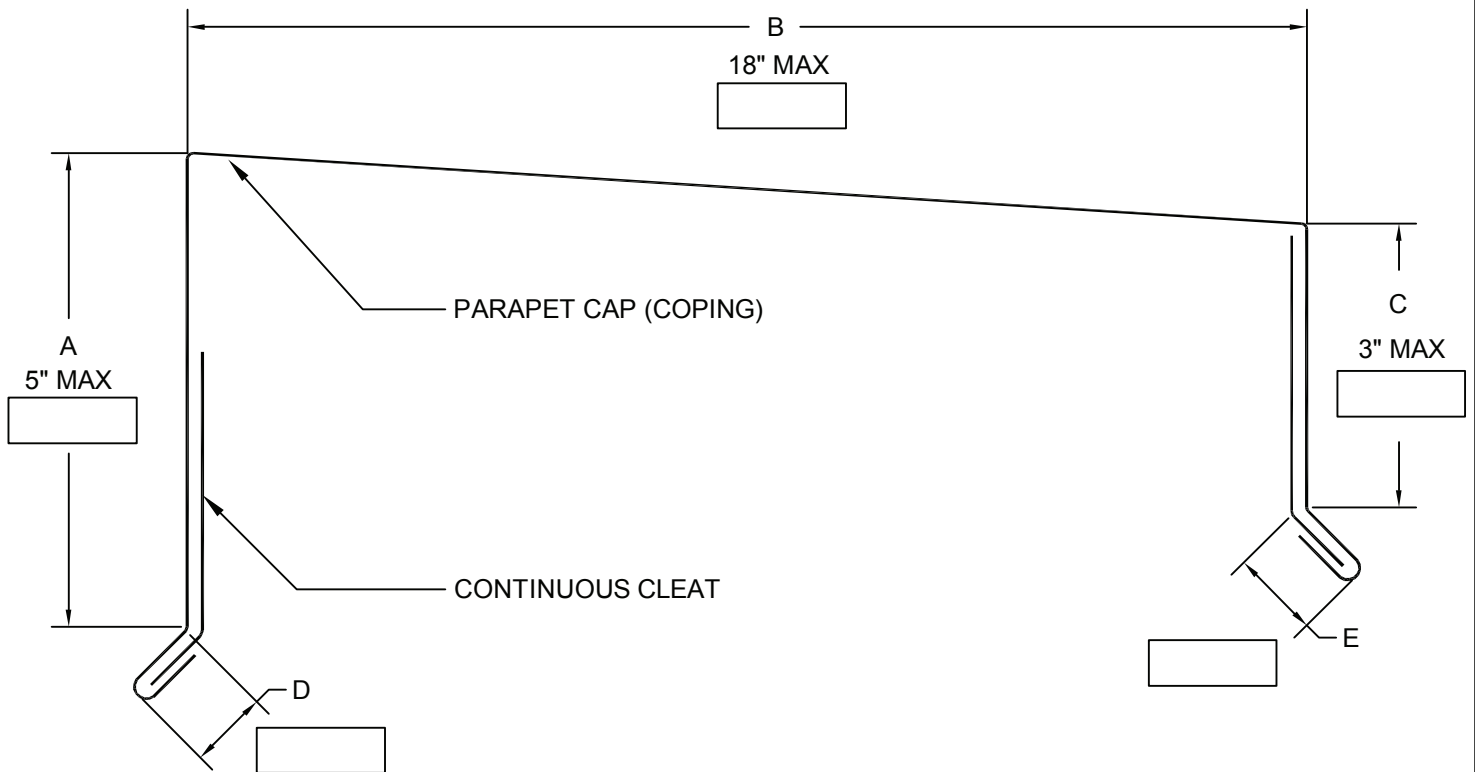 B
18" MAX
PARAPET CAP (COPING)
A
5" MAX
C
3" MAX
CONTINUOUS CLEAT
E
D